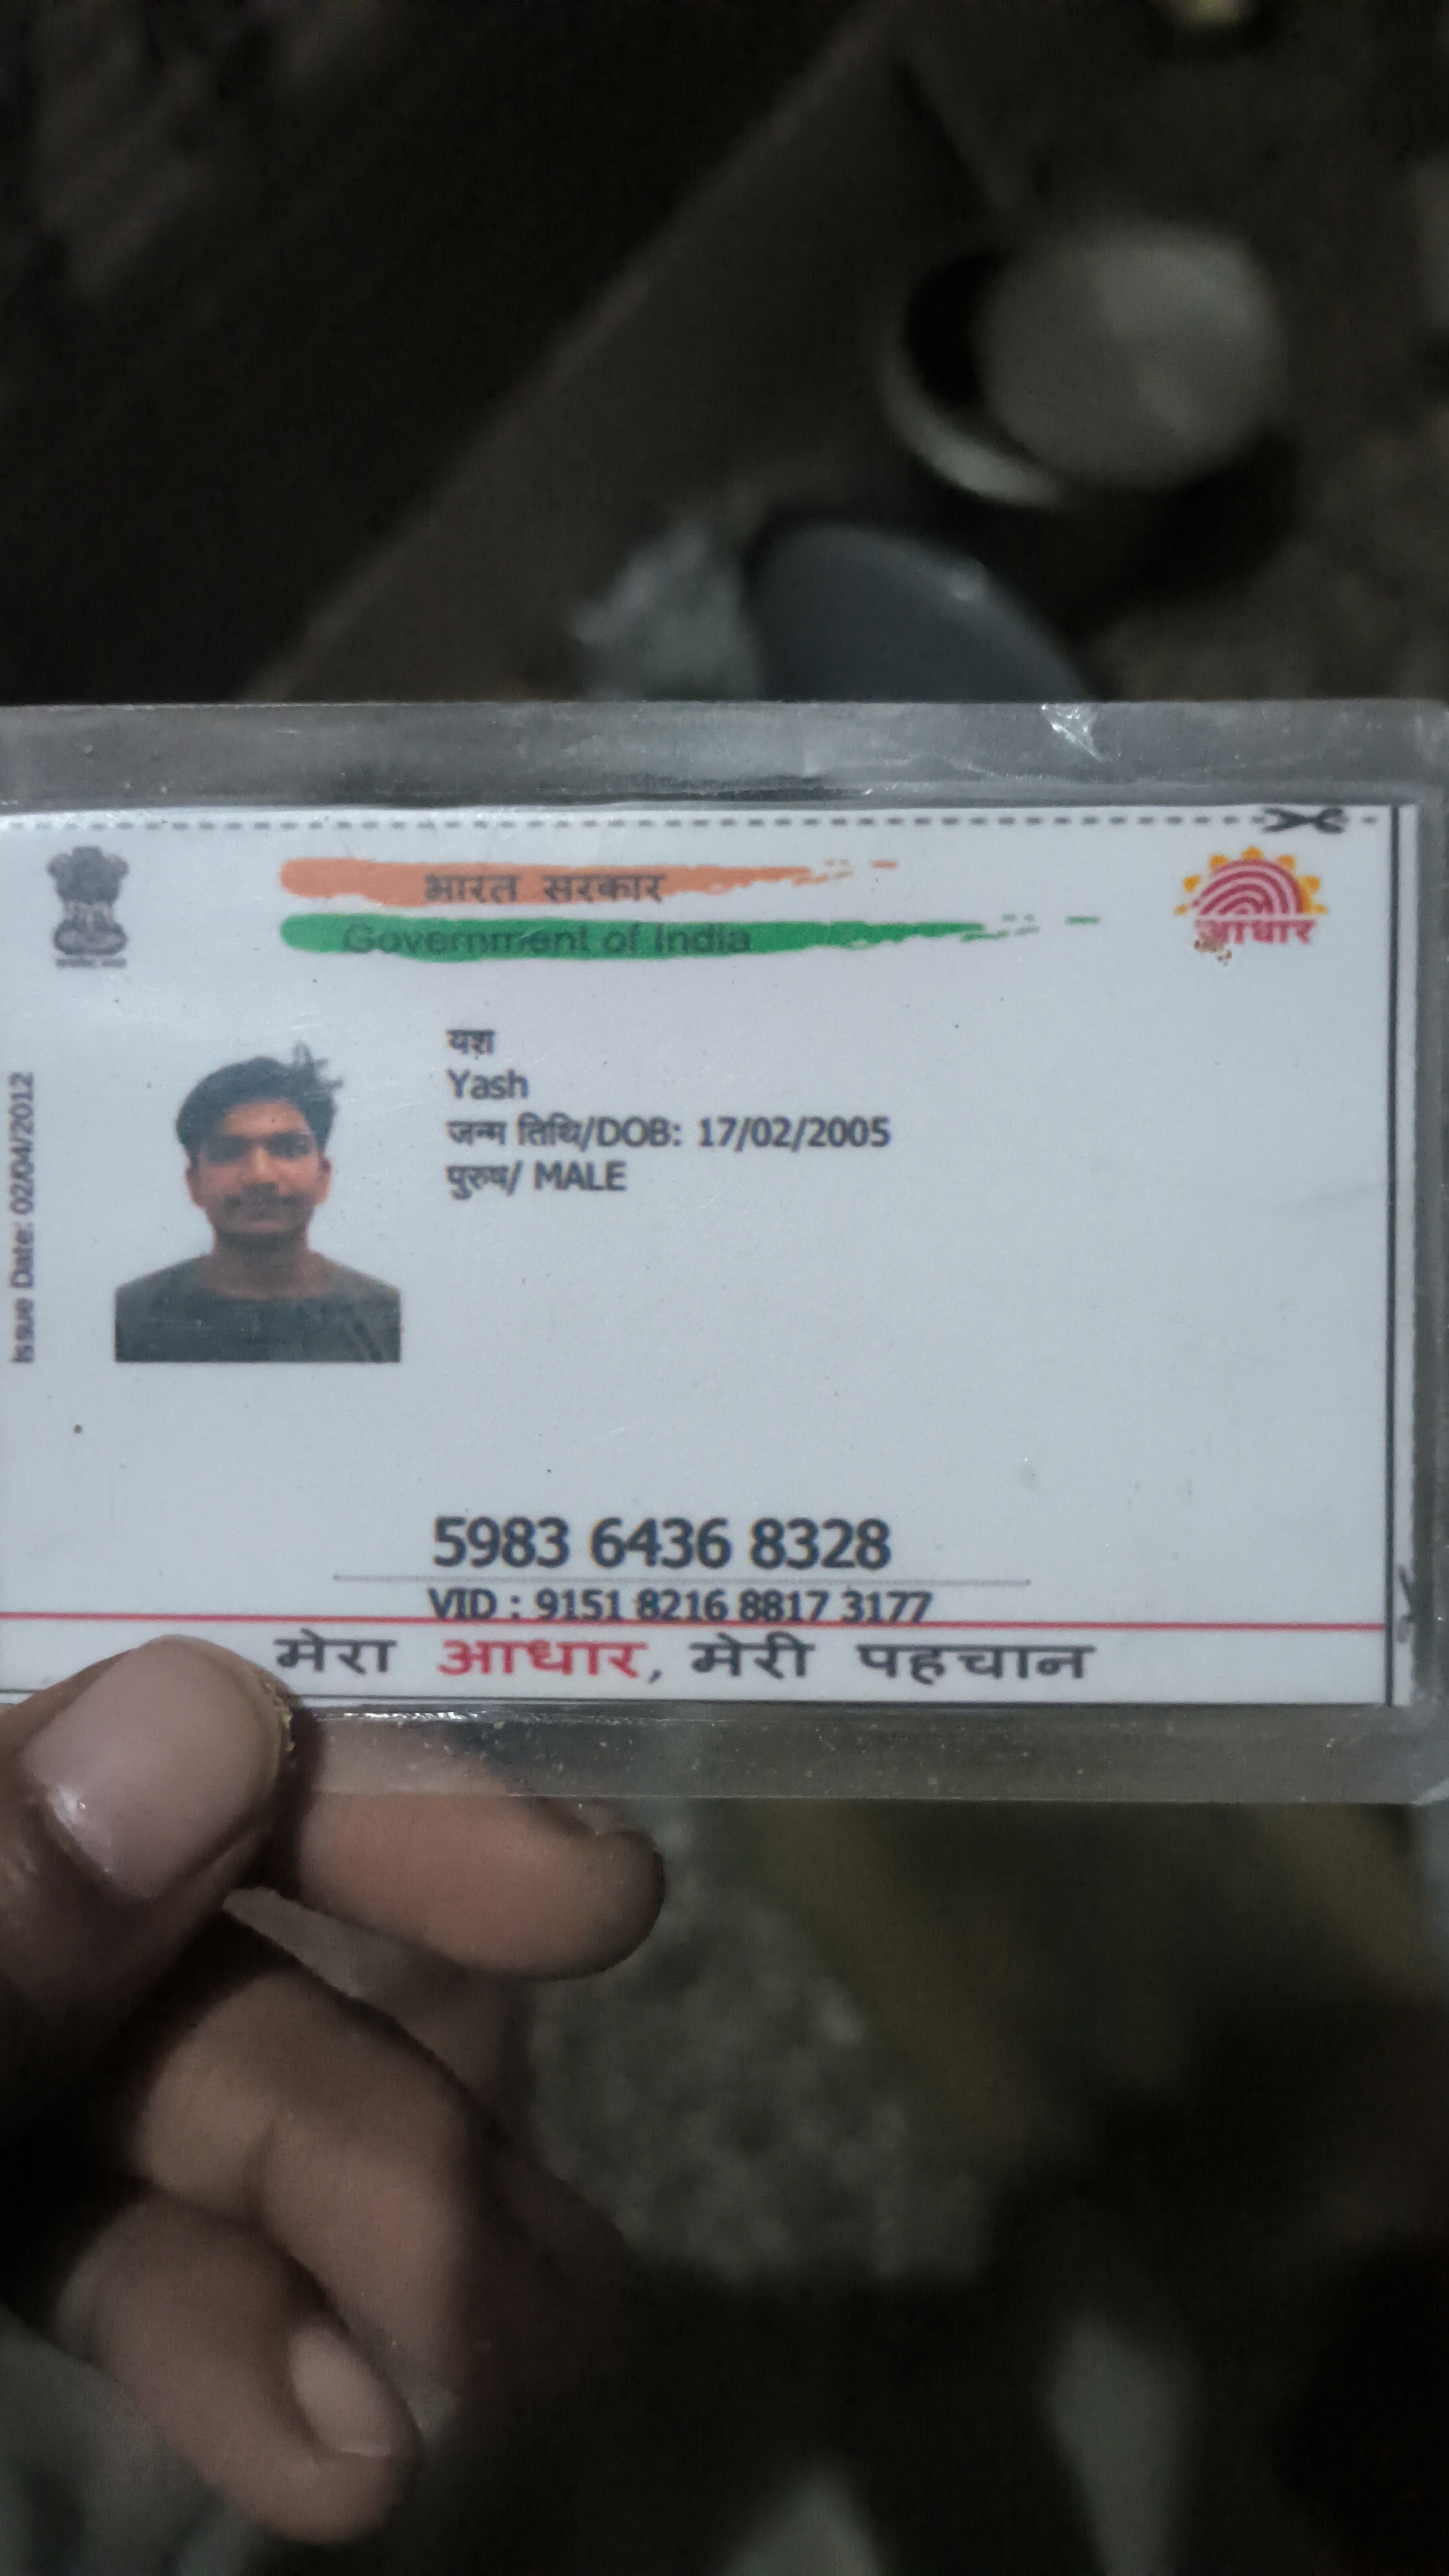 भारत सरकार
Government of India
आधार
यश
Yash
जन्म तिथि/DOB: 17/02/2005
पुरुष/ MALE
Issue Date: 02/04/2012
5983 6436 8328
VID : 9151 8216 8817 3177
मेरा आधार, मेरी पहचान